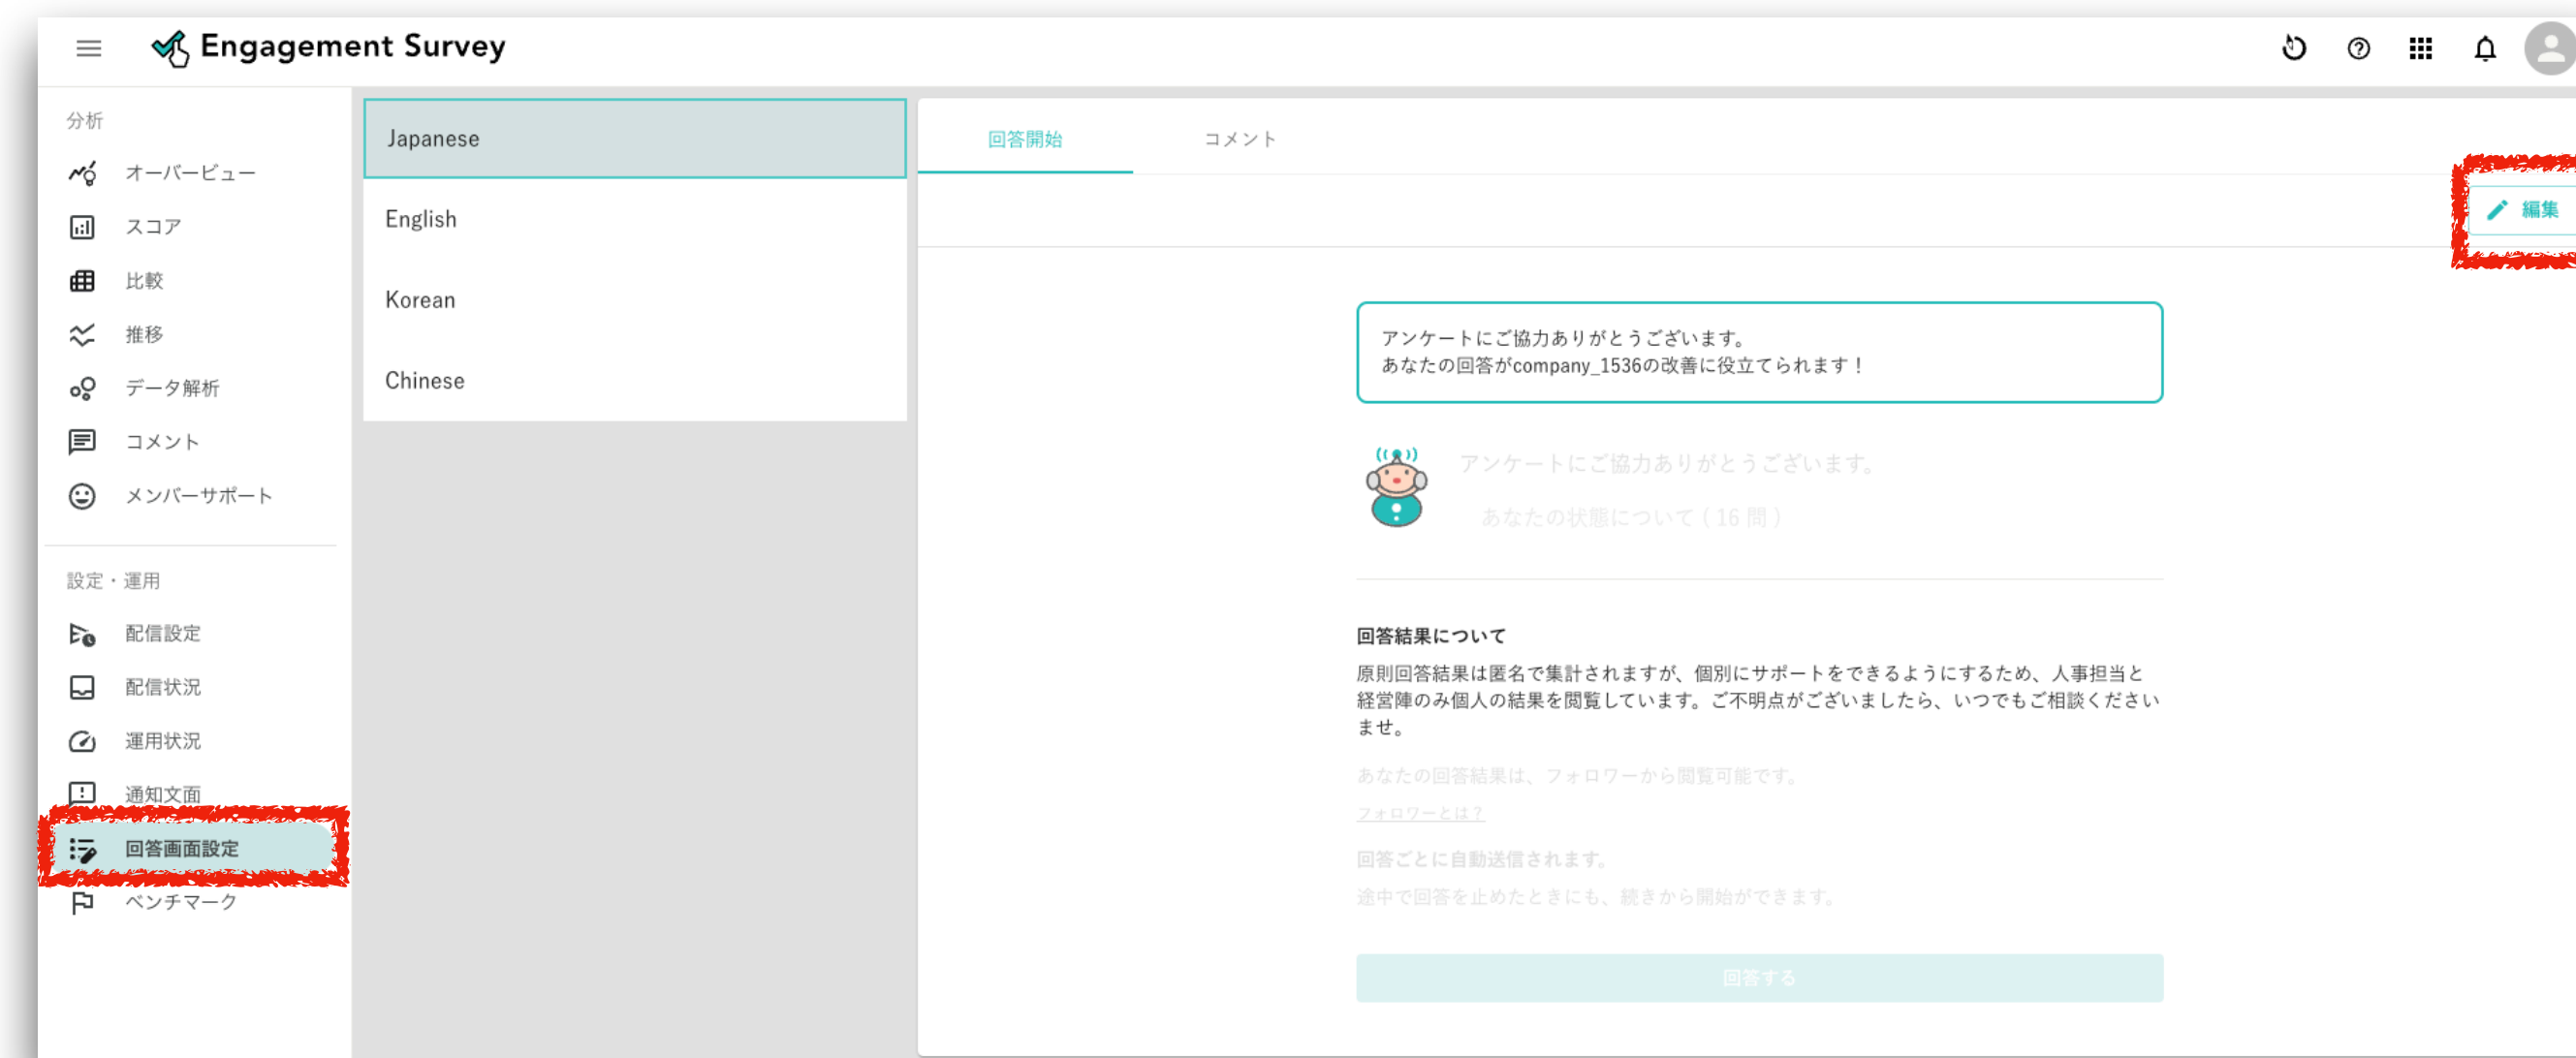 Engagement Survey
分析
オーバービュー
スコア
比較
推移
データ解析
コメント
メンバーサポート
設定・運用
配信設定
配信状況
運用状況
通知文面
回答画面設定
ベンチマーク
Japanese
English
Korean
Chinese
回答開始
コメント
編集
アンケートにご協力ありがとうございます。
あなたの回答がcompany_1536の改善に役立てられます！
アンケートにご協力ありがとうございます。
あなたの状態について ( 16 問 )
回答結果について
原則回答結果は匿名で集計されますが、個別にサポートをできるようにするため、人事担当と
経営陣のみ個人の結果を閲覧しています。ご不明点がございましたら、いつでもご相談ください
ませ。
あなたの回答結果は、フォロワーから閲覧可能です。
フォロワーとは？
回答ごとに自動送信されます。
途中で回答を止めたときにも、続きから開始ができます。
回答する